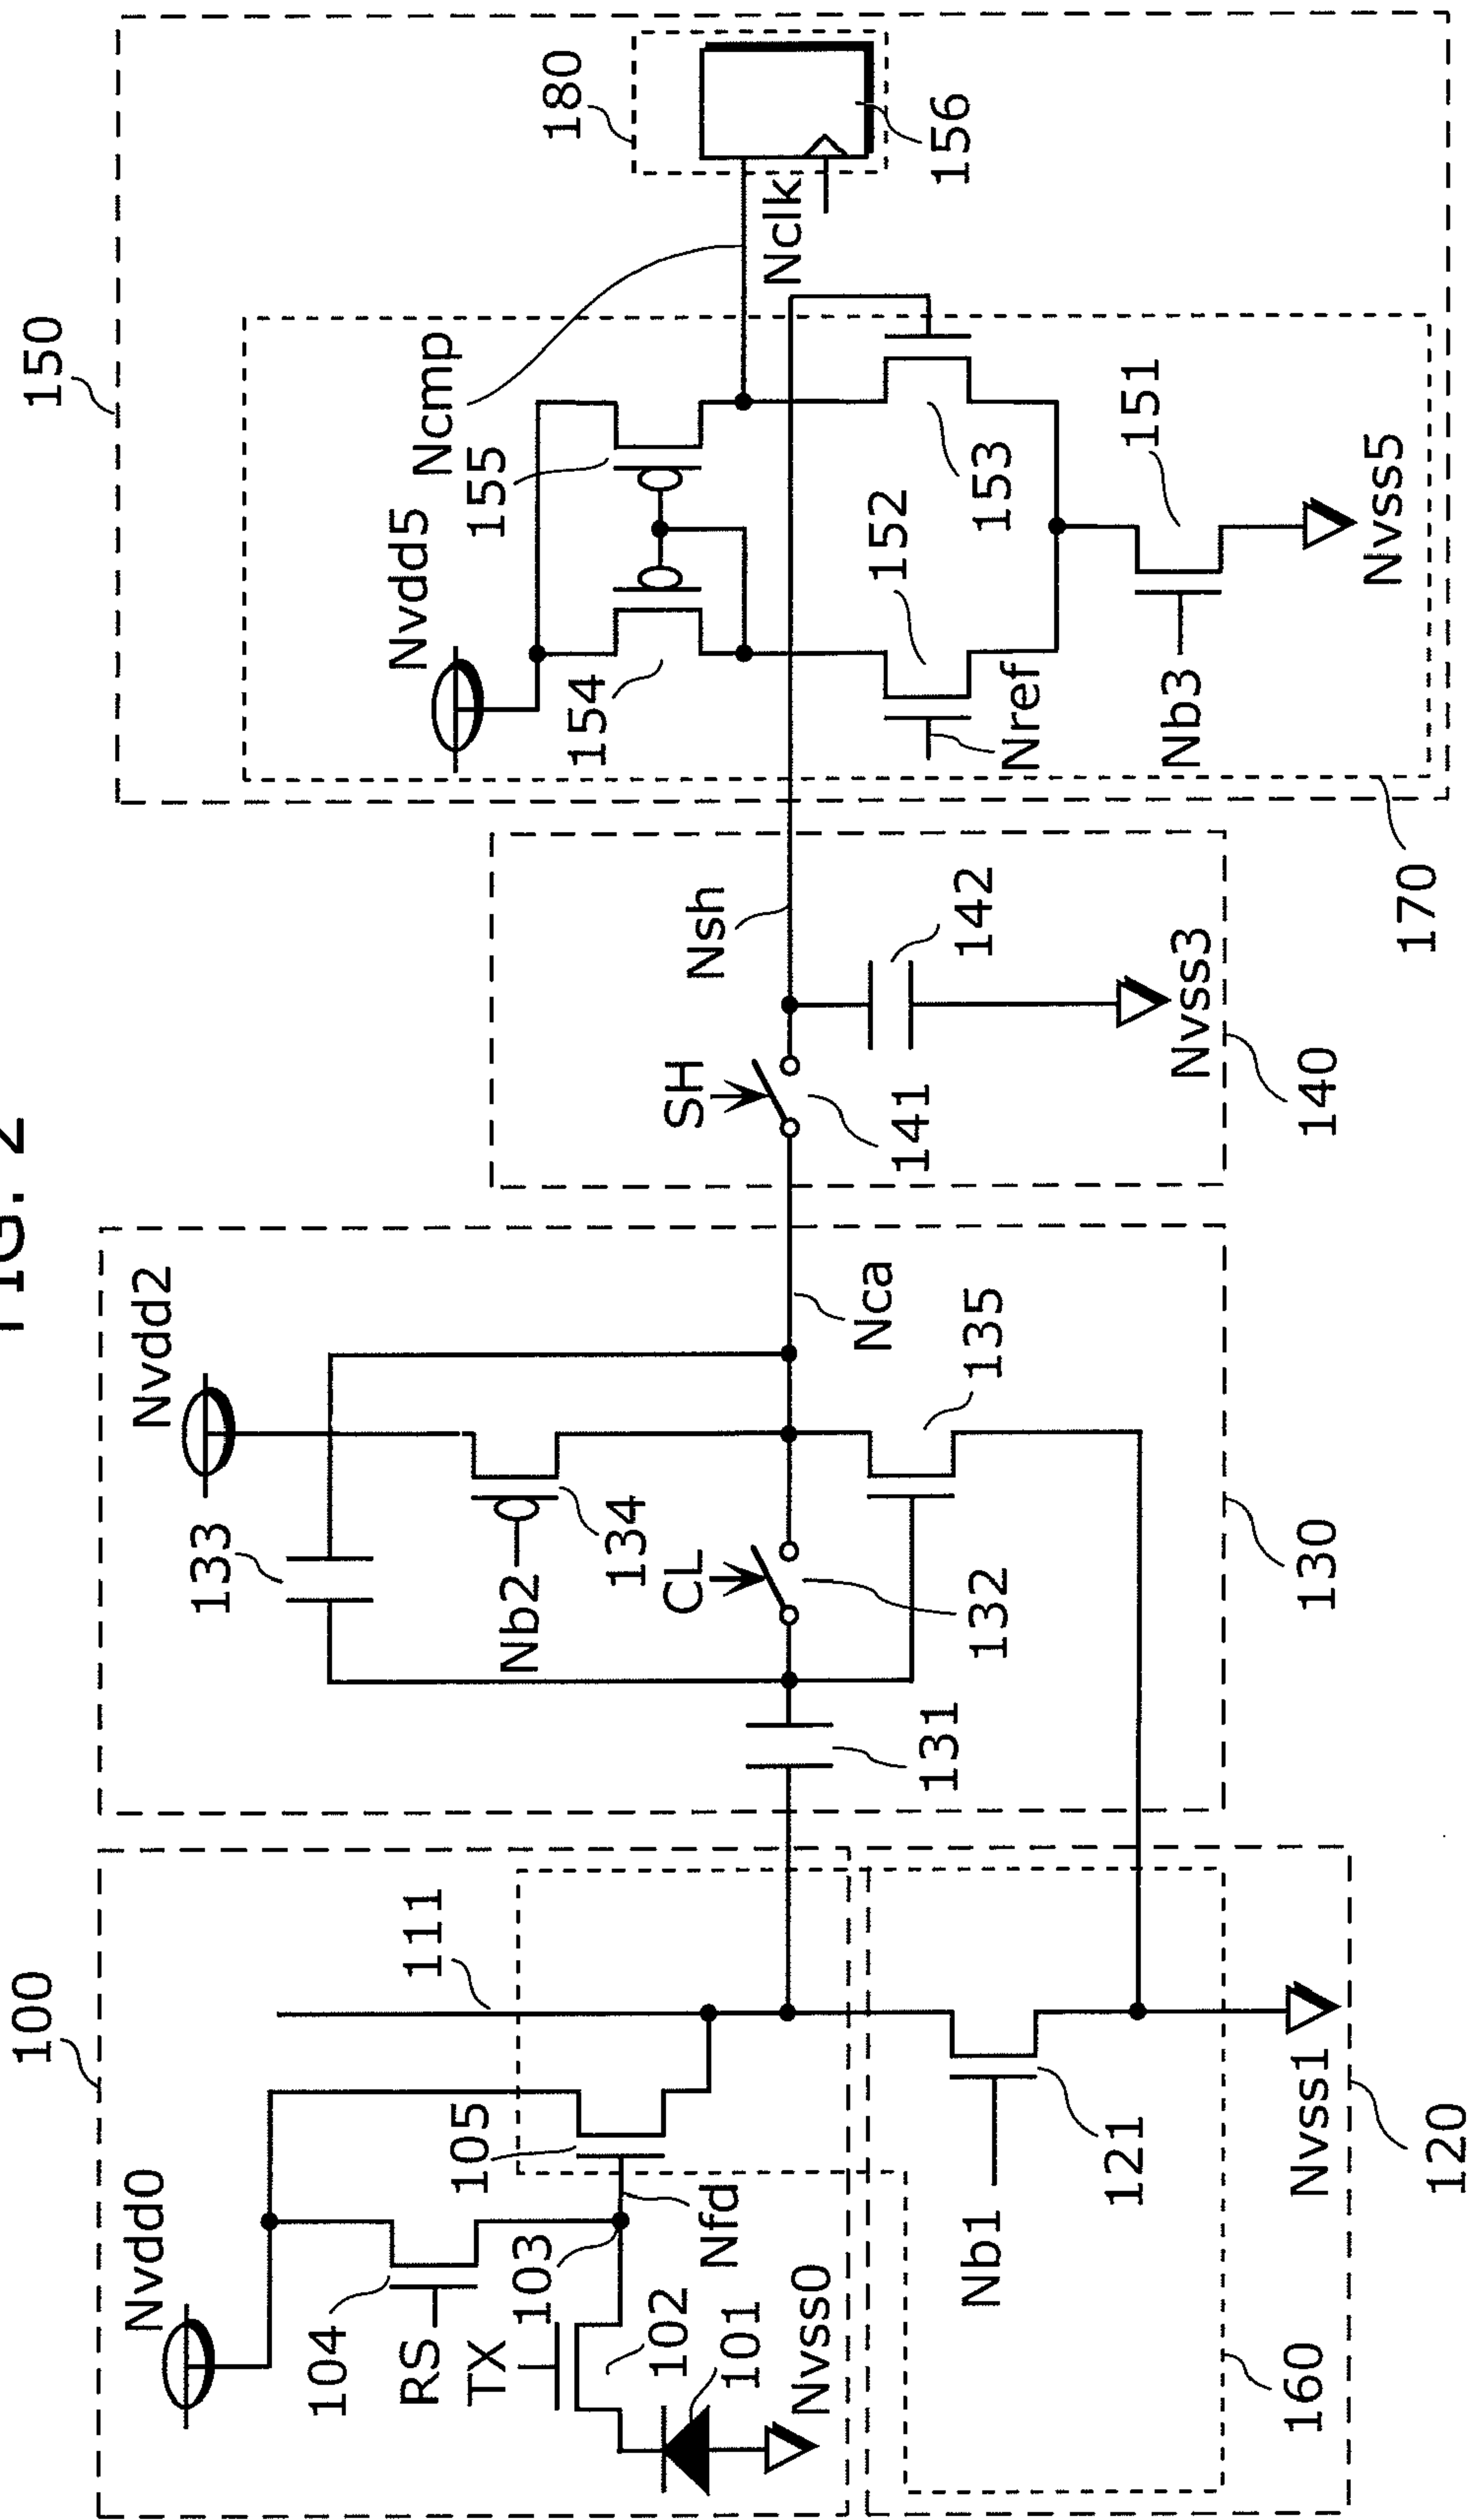 FIG. 2
100
Nvdd0
104
RS
TX
103
102
101
Nvss0
105
Nfd
111
Nb1
121
Nvss1
160
120
Nvdd2
133
Nb2
134
CL
132
131
135
Nca
130
SH
141
Nsh
142
Nvss3
140
150
Nvdd5
154
155
Ncmp
152
153
Nref
Nb3
151
Nvss5
170
180
Nclk
156